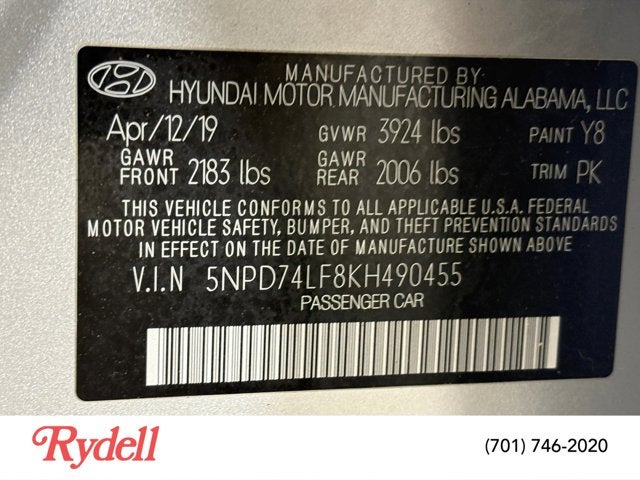 MANUFACTURED BY
HYUNDAI MOTOR MANUFACTURING ALABAMA, LLC
Apr/12/19 GVWR 3924 lbs PAINT Y8
GAWR FRONT 2183 lbs GAWR REAR 2006 lbs TRIM PK
THIS VEHICLE CONFORMS TO ALL APPLICABLE U.S.A. FEDERAL
MOTOR VEHICLE SAFETY, BUMPER, AND THEFT PREVENTION STANDARDS
IN EFFECT ON THE DATE OF MANUFACTURE SHOWN ABOVE
V.I.N 5NPD74LF8KH490455
PASSENGER CAR
Rydell
(701) 746-2020